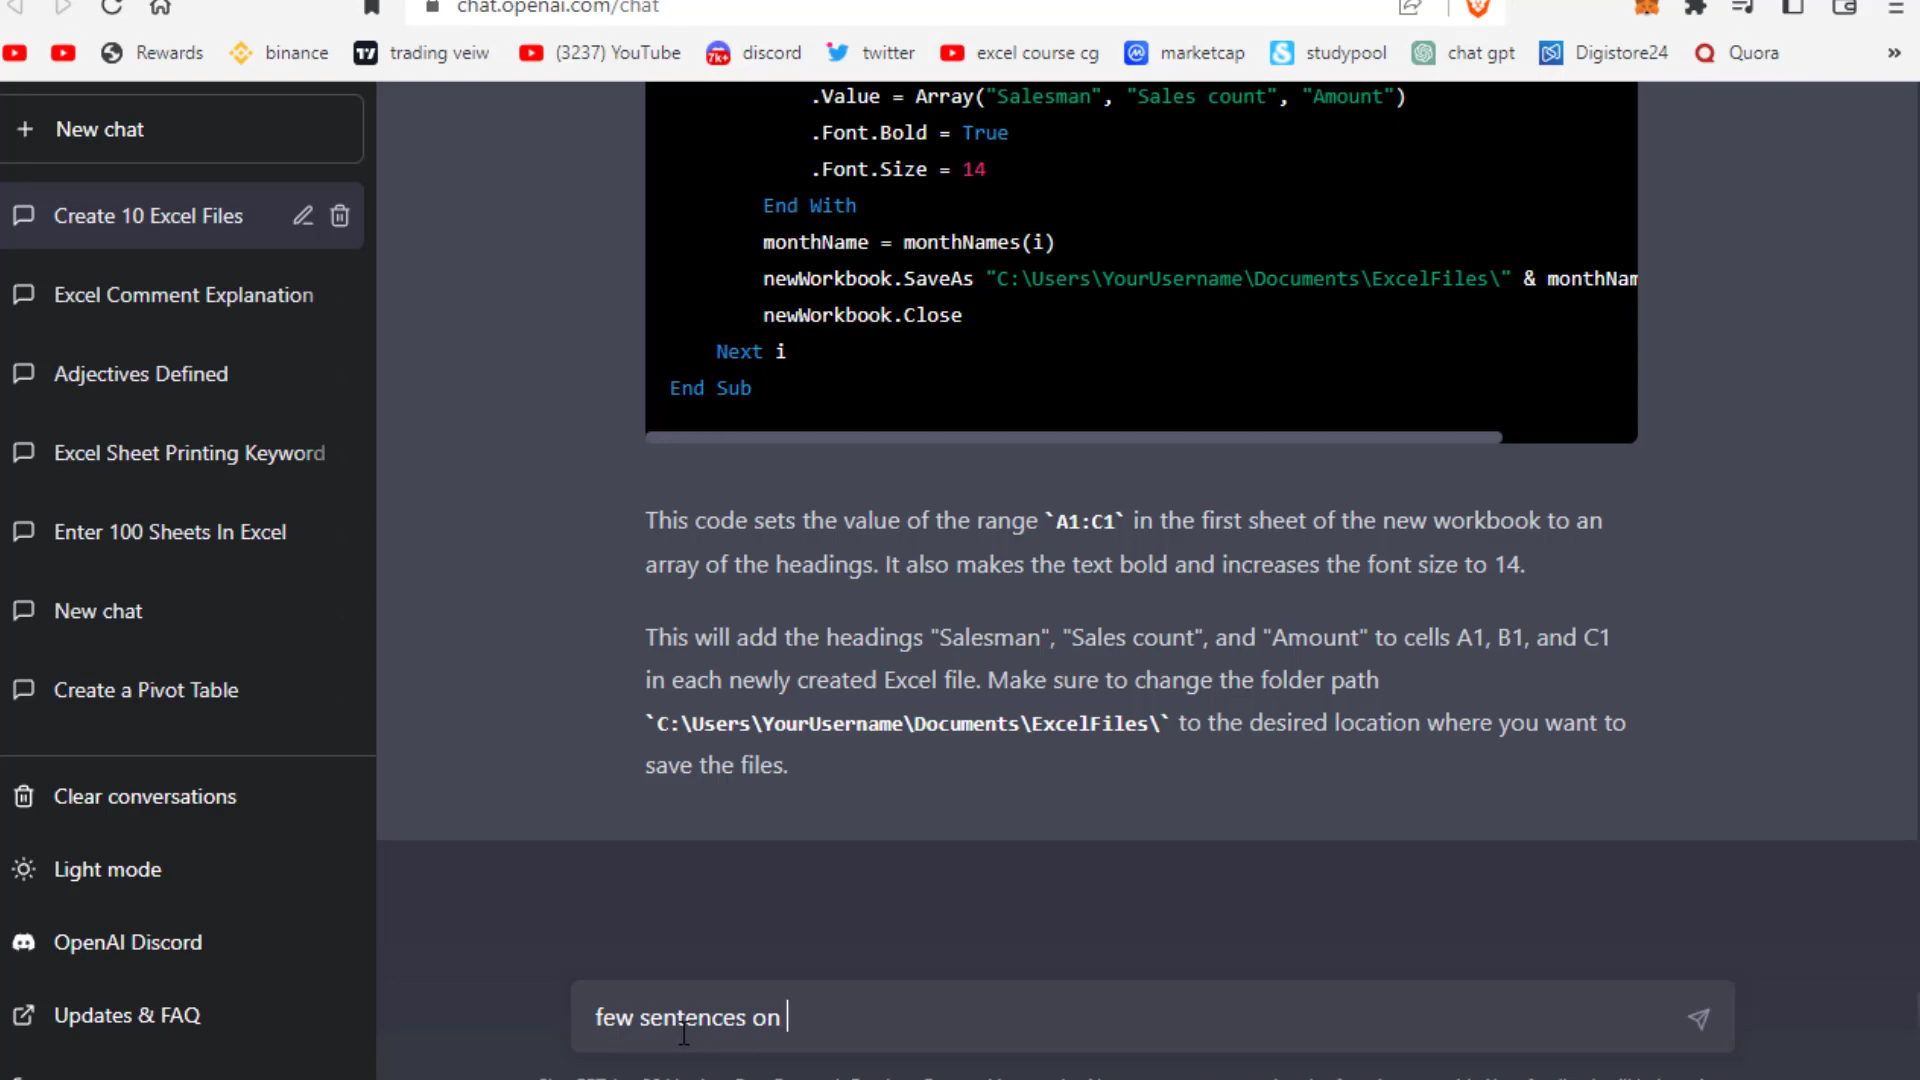 chat.openai.com/chat
Rewards binance trading veiw (3237) YouTube 7k+ discord twitter excel course cg marketcap studypool chat gpt Digistore24 Quora »
New chat
Create 10 Excel Files
Excel Comment Explanation
Adjectives Defined
Excel Sheet Printing Keyword
Enter 100 Sheets In Excel
New chat
Create a Pivot Table
Clear conversations
Light mode
OpenAI Discord
Updates & FAQ
.Value = Array("Salesman", "Sales count", "Amount")
.Font.Bold = True
.Font.Size = 14
End With
monthName = monthNames(i)
newWorkbook.SaveAs "C:\Users\YourUsername\Documents\ExcelFiles\" & monthNam
newWorkbook.Close
Next i
End Sub
This code sets the value of the range `A1:C1` in the first sheet of the new workbook to an
array of the headings. It also makes the text bold and increases the font size to 14.
This will add the headings "Salesman", "Sales count", and "Amount" to cells A1, B1, and C1
in each newly created Excel file. Make sure to change the folder path
`C:\Users\YourUsername\Documents\ExcelFiles\` to the desired location where you want to
save the files.
few sentences on